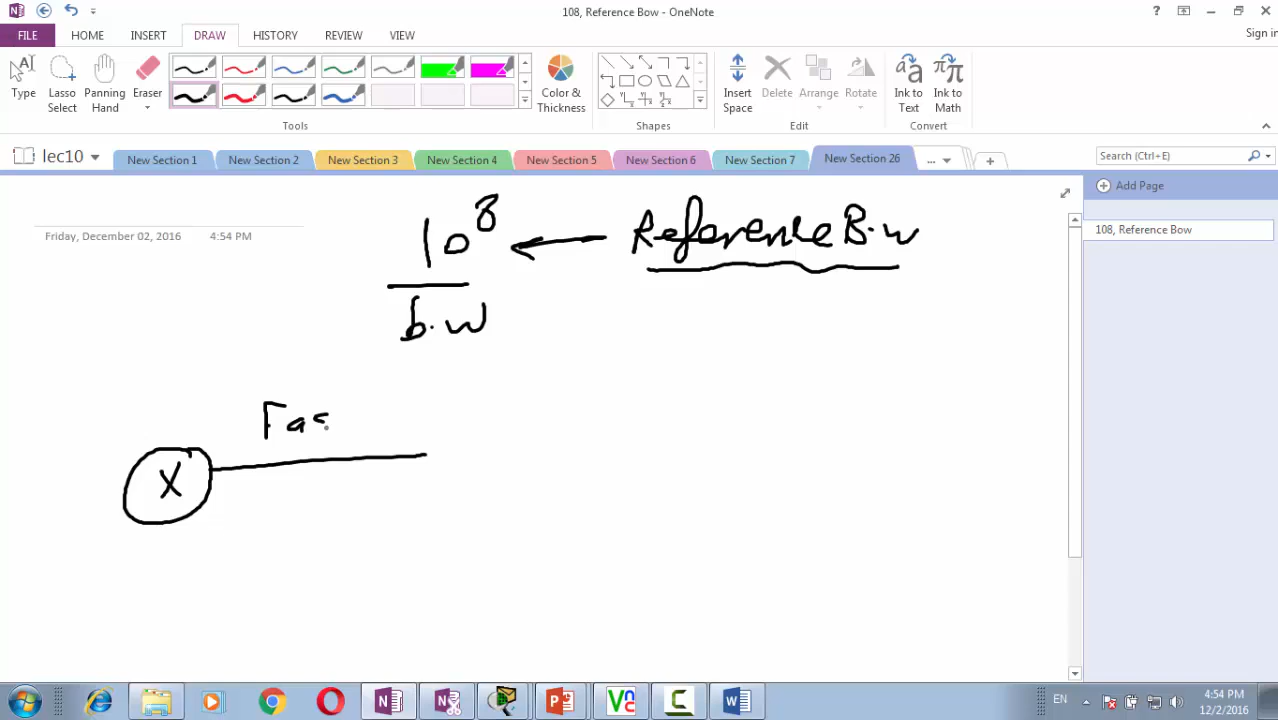 108, Reference Bow - OneNote
Sign in
FILE HOME INSERT DRAW HISTORY REVIEW VIEW
Type
Lasso Select
Panning Hand
Eraser
Color & Thickness
Insert Space
Delete
Arrange
Rotate
Ink to Text
Ink to Math
Tools
Shapes
Edit
Convert
lec10
New Section 1
New Section 2
New Section 3
New Section 4
New Section 5
New Section 6
New Section 7
New Section 26
...
Search (Ctrl+E)
Add Page
108, Reference Bow
Friday, December 02, 2016 4:54 PM
10^8 ← Reference B.w
b.w
Fas
X
EN
4:54 PM
12/2/2016